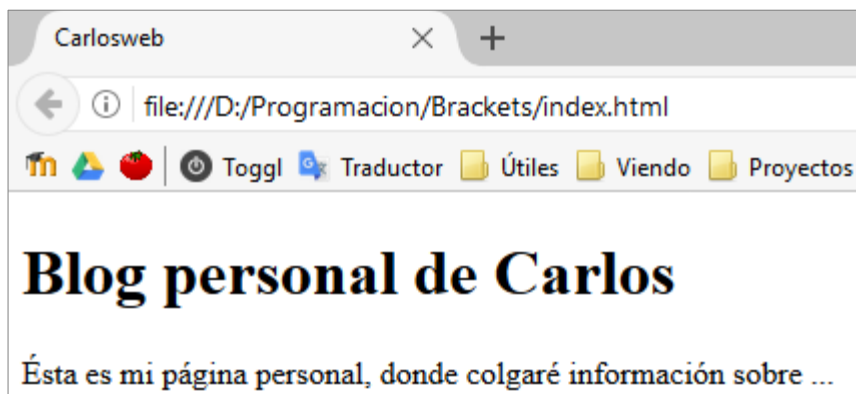 Carlosweb
file:///D:/Programacion/Brackets/index.html
Toggl Traductor Útiles Viendo Proyectos
Blog personal de Carlos
Ésta es mi página personal, donde colgaré información sobre ...